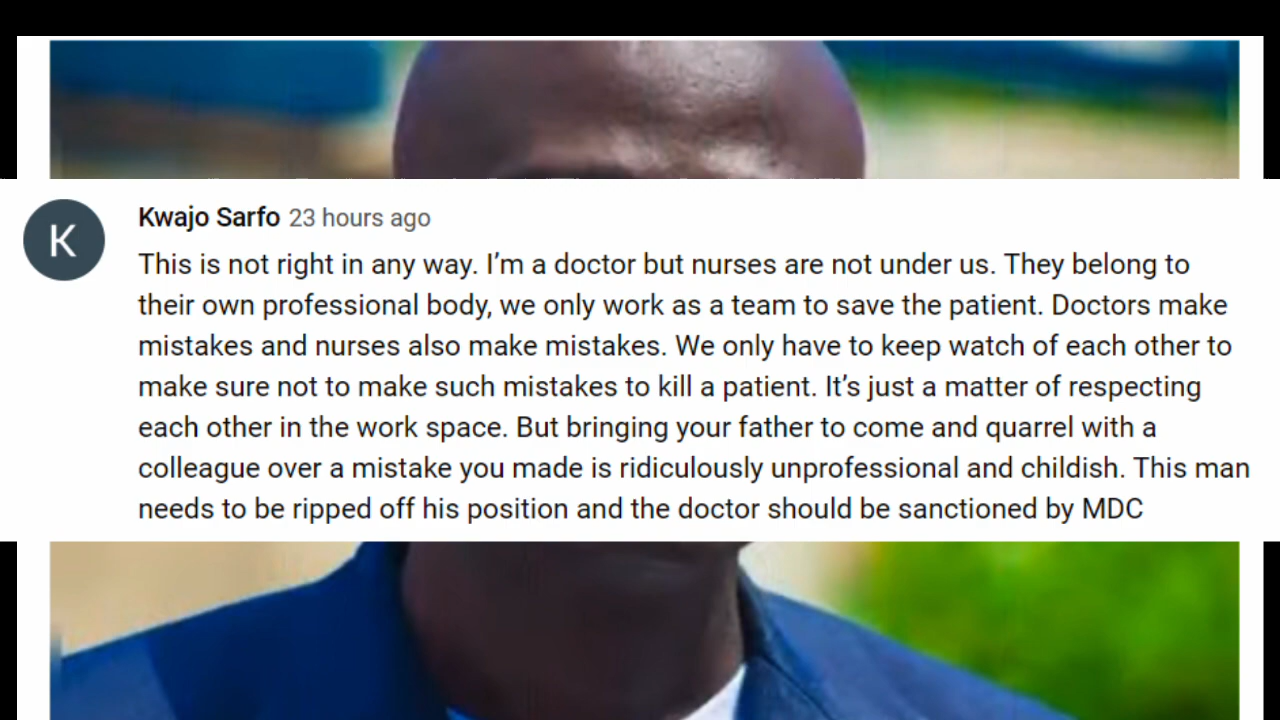 K
Kwajo Sarfo 23 hours ago
This is not right in any way. I’m a doctor but nurses are not under us. They belong to
their own professional body, we only work as a team to save the patient. Doctors make
mistakes and nurses also make mistakes. We only have to keep watch of each other to
make sure not to make such mistakes to kill a patient. It’s just a matter of respecting
each other in the work space. But bringing your father to come and quarrel with a
colleague over a mistake you made is ridiculously unprofessional and childish. This man
needs to be ripped off his position and the doctor should be sanctioned by MDC